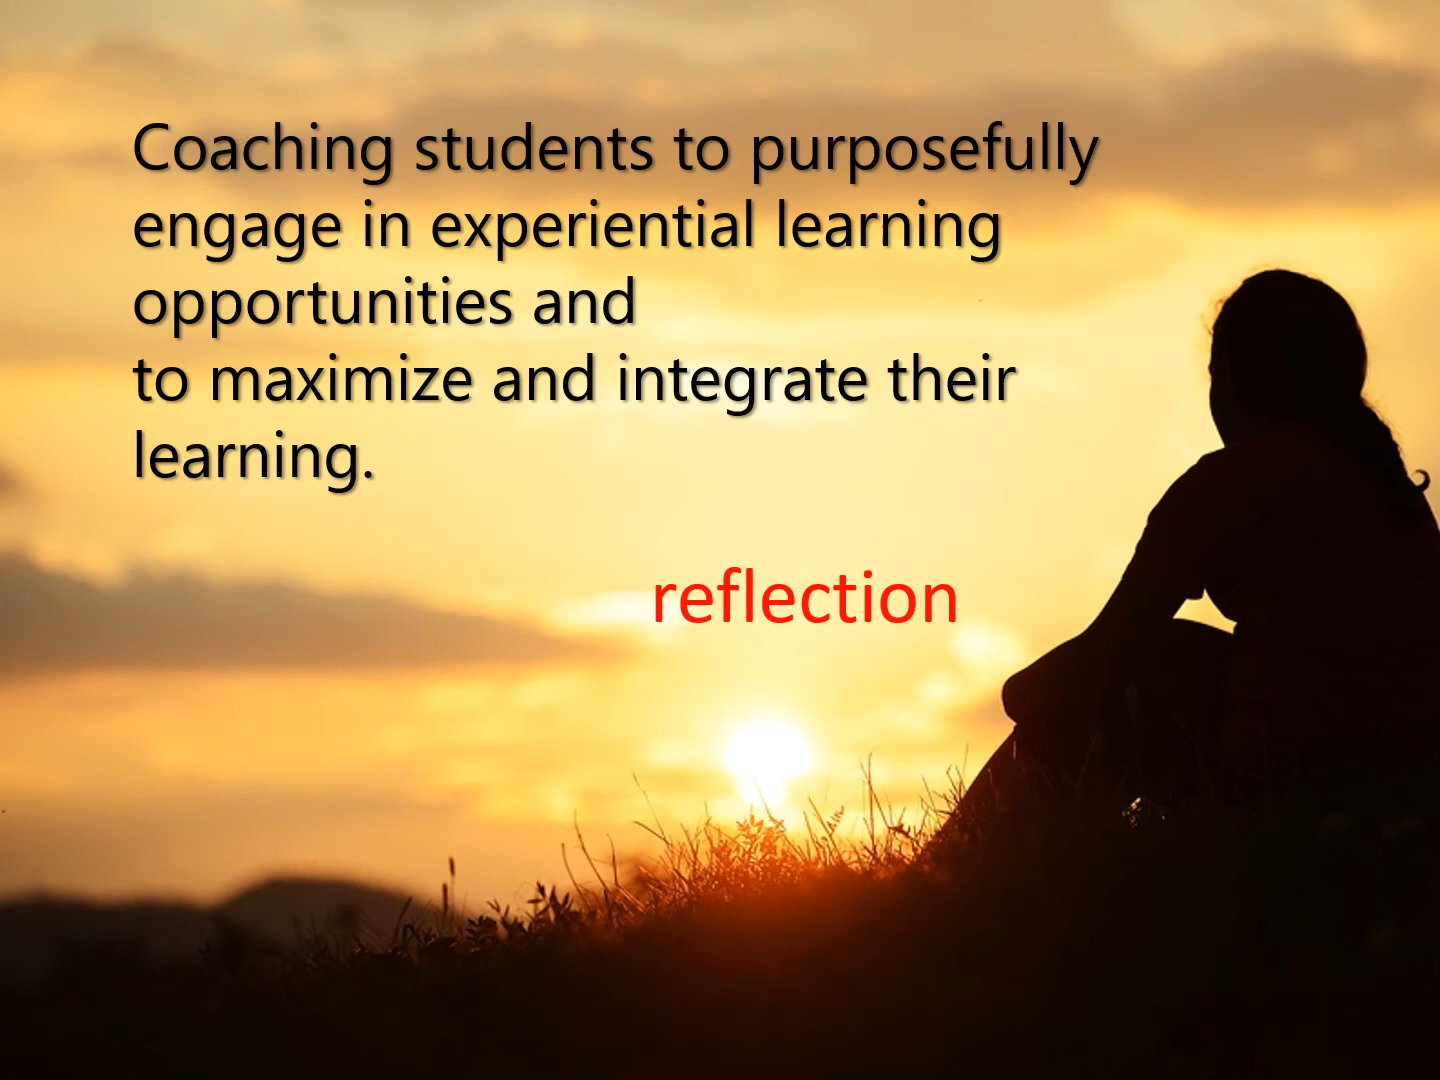 Coaching students to purposefully
engage in experiential learning
opportunities and
to maximize and integrate their
learning.
reflection